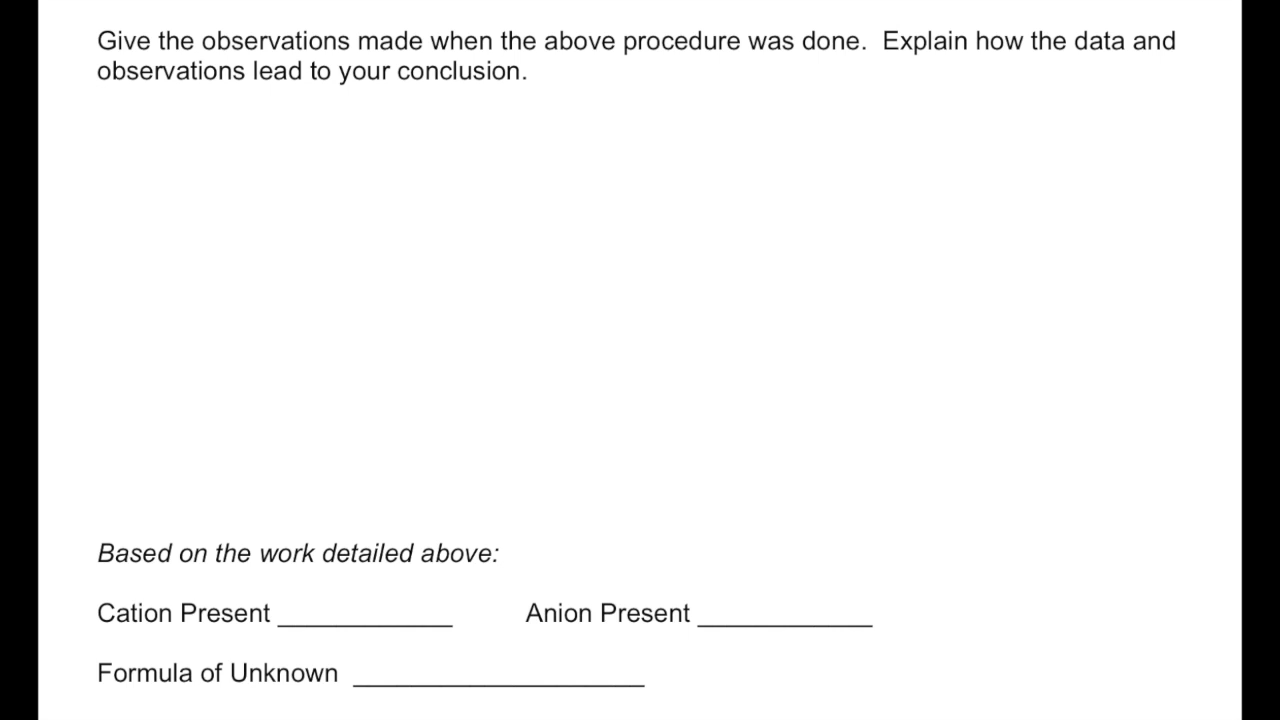 Give the observations made when the above procedure was done.  Explain how the data and
observations lead to your conclusion.
Based on the work detailed above:
Cation Present ____________ Anion Present ____________
Formula of Unknown ____________________